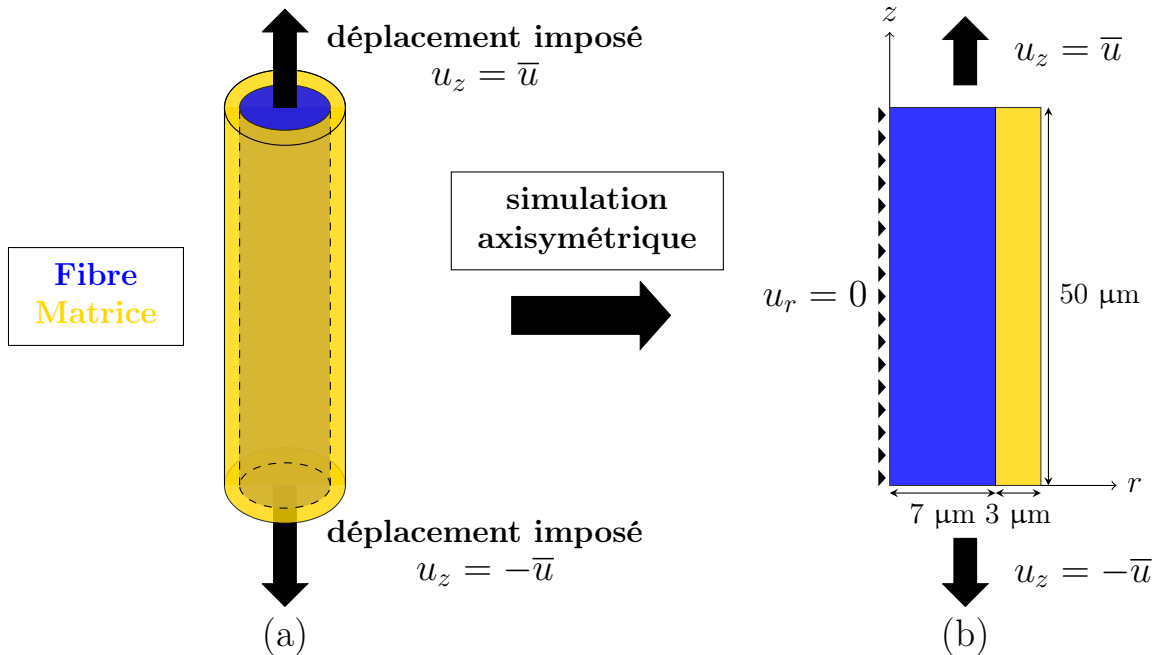 déplacement imposé
u_z = u̅
Fibre
Matrice
déplacement imposé
u_z = −u̅
(a)
simulation
axisymétrique
z
u_z = u̅
u_r = 0
50 µm
r
7 µm 3 µm
u_z = −u̅
(b)